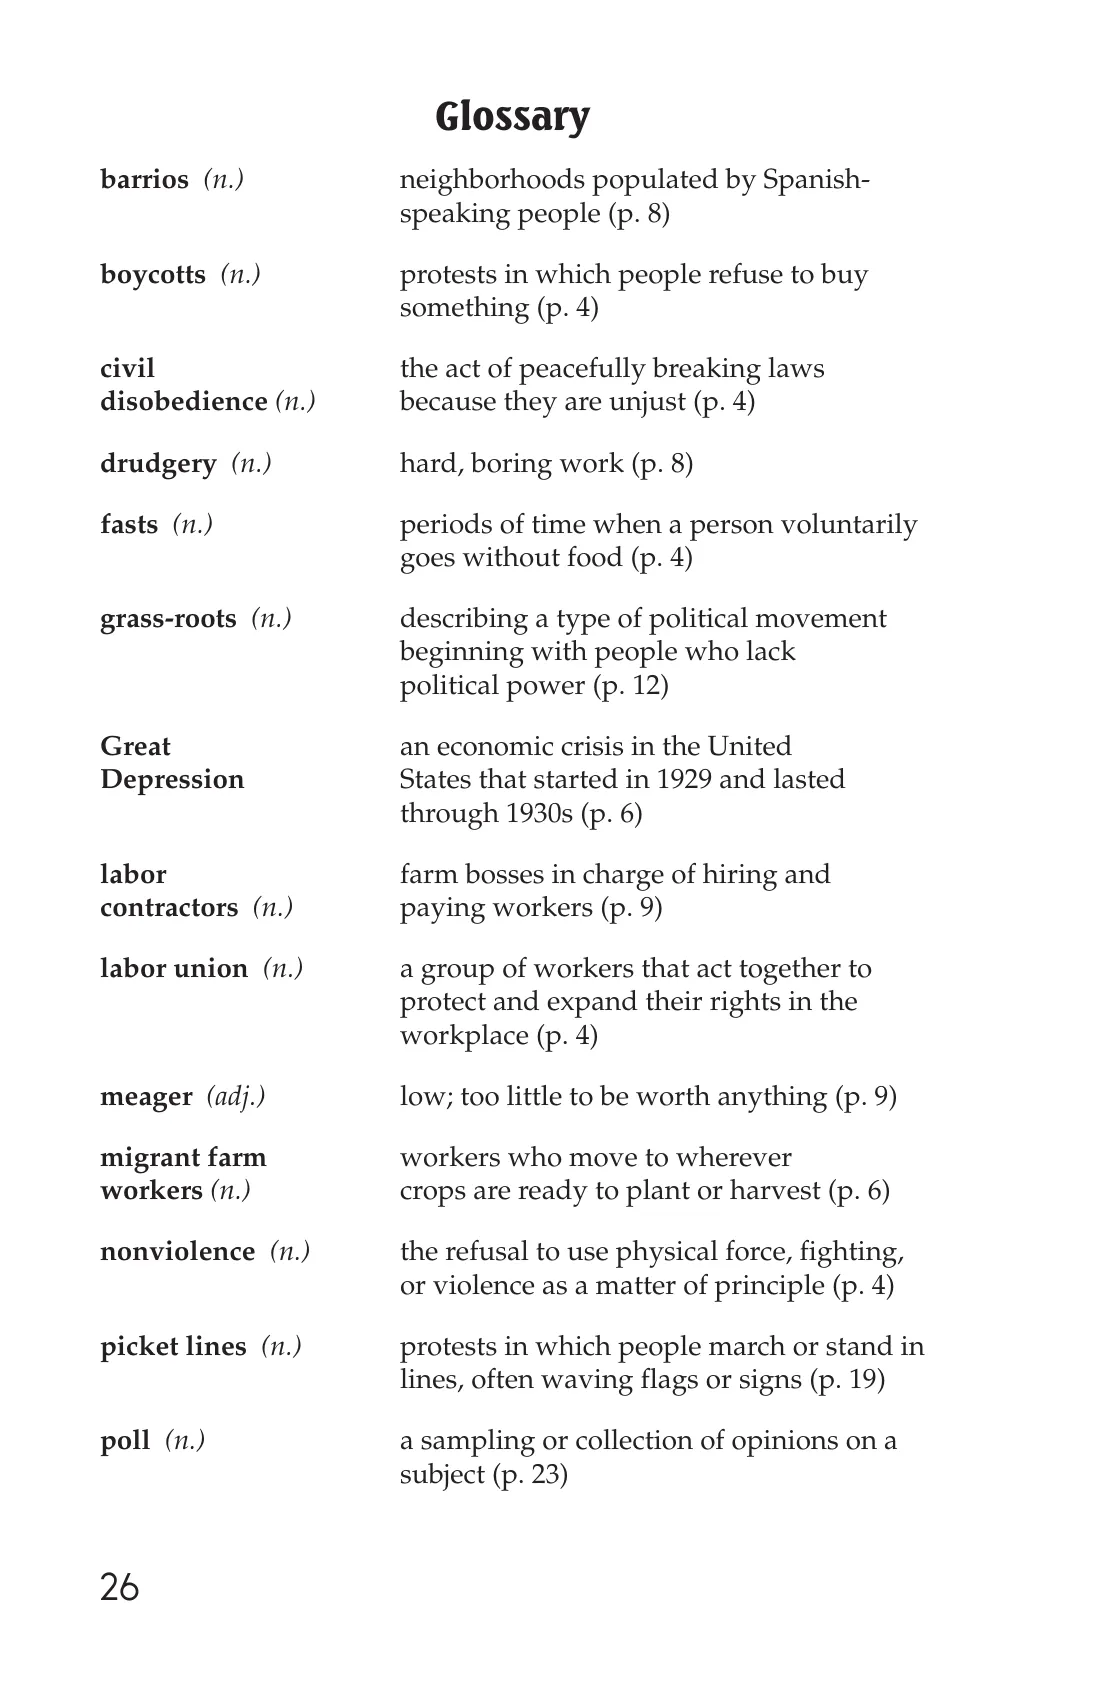 Glossary
barrios (n.) neighborhoods populated by Spanish-
speaking people (p. 8)
boycotts (n.) protests in which people refuse to buy
something (p. 4)
civil the act of peacefully breaking laws
disobedience (n.) because they are unjust (p. 4)
drudgery (n.) hard, boring work (p. 8)
fasts (n.) periods of time when a person voluntarily
goes without food (p. 4)
grass-roots (n.) describing a type of political movement
beginning with people who lack
political power (p. 12)
Great an economic crisis in the United
Depression States that started in 1929 and lasted
through 1930s (p. 6)
labor farm bosses in charge of hiring and
contractors (n.) paying workers (p. 9)
labor union (n.) a group of workers that act together to
protect and expand their rights in the
workplace (p. 4)
meager (adj.) low; too little to be worth anything (p. 9)
migrant farm workers who move to wherever
workers (n.) crops are ready to plant or harvest (p. 6)
nonviolence (n.) the refusal to use physical force, fighting,
or violence as a matter of principle (p. 4)
picket lines (n.) protests in which people march or stand in
lines, often waving flags or signs (p. 19)
poll (n.) a sampling or collection of opinions on a
subject (p. 23)
26